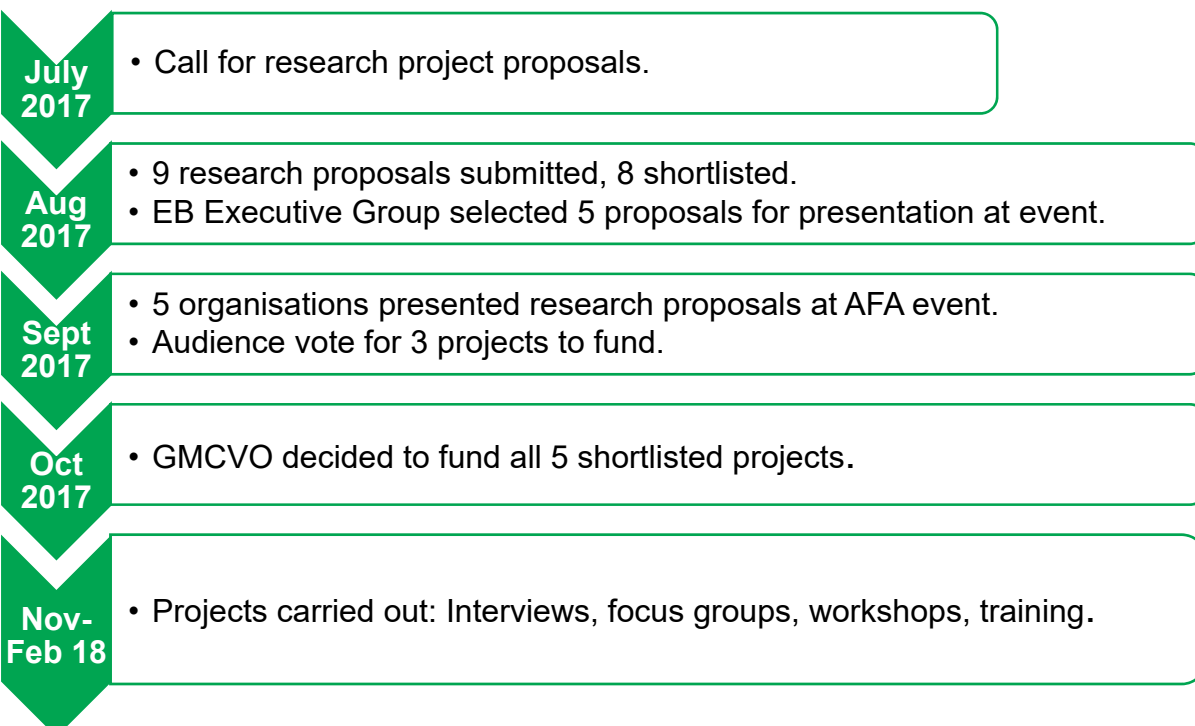 July
2017
• Call for research project proposals.
Aug
2017
• 9 research proposals submitted, 8 shortlisted.
• EB Executive Group selected 5 proposals for presentation at event.
Sept
2017
• 5 organisations presented research proposals at AFA event.
• Audience vote for 3 projects to fund.
Oct
2017
• GMCVO decided to fund all 5 shortlisted projects.
Nov-
Feb 18
• Projects carried out: Interviews, focus groups, workshops, training.